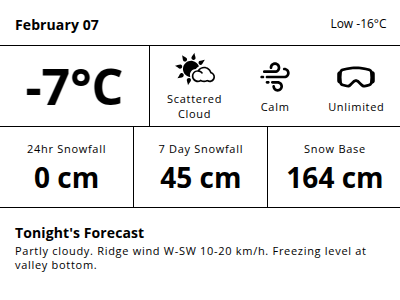 February 07
Low -16°C
-7°C
Scattered
Cloud
Calm
Unlimited
24hr Snowfall
7 Day Snowfall
Snow Base
0 cm
45 cm
164 cm
Tonight's Forecast
Partly cloudy. Ridge wind W-SW 10-20 km/h. Freezing level at
valley bottom.